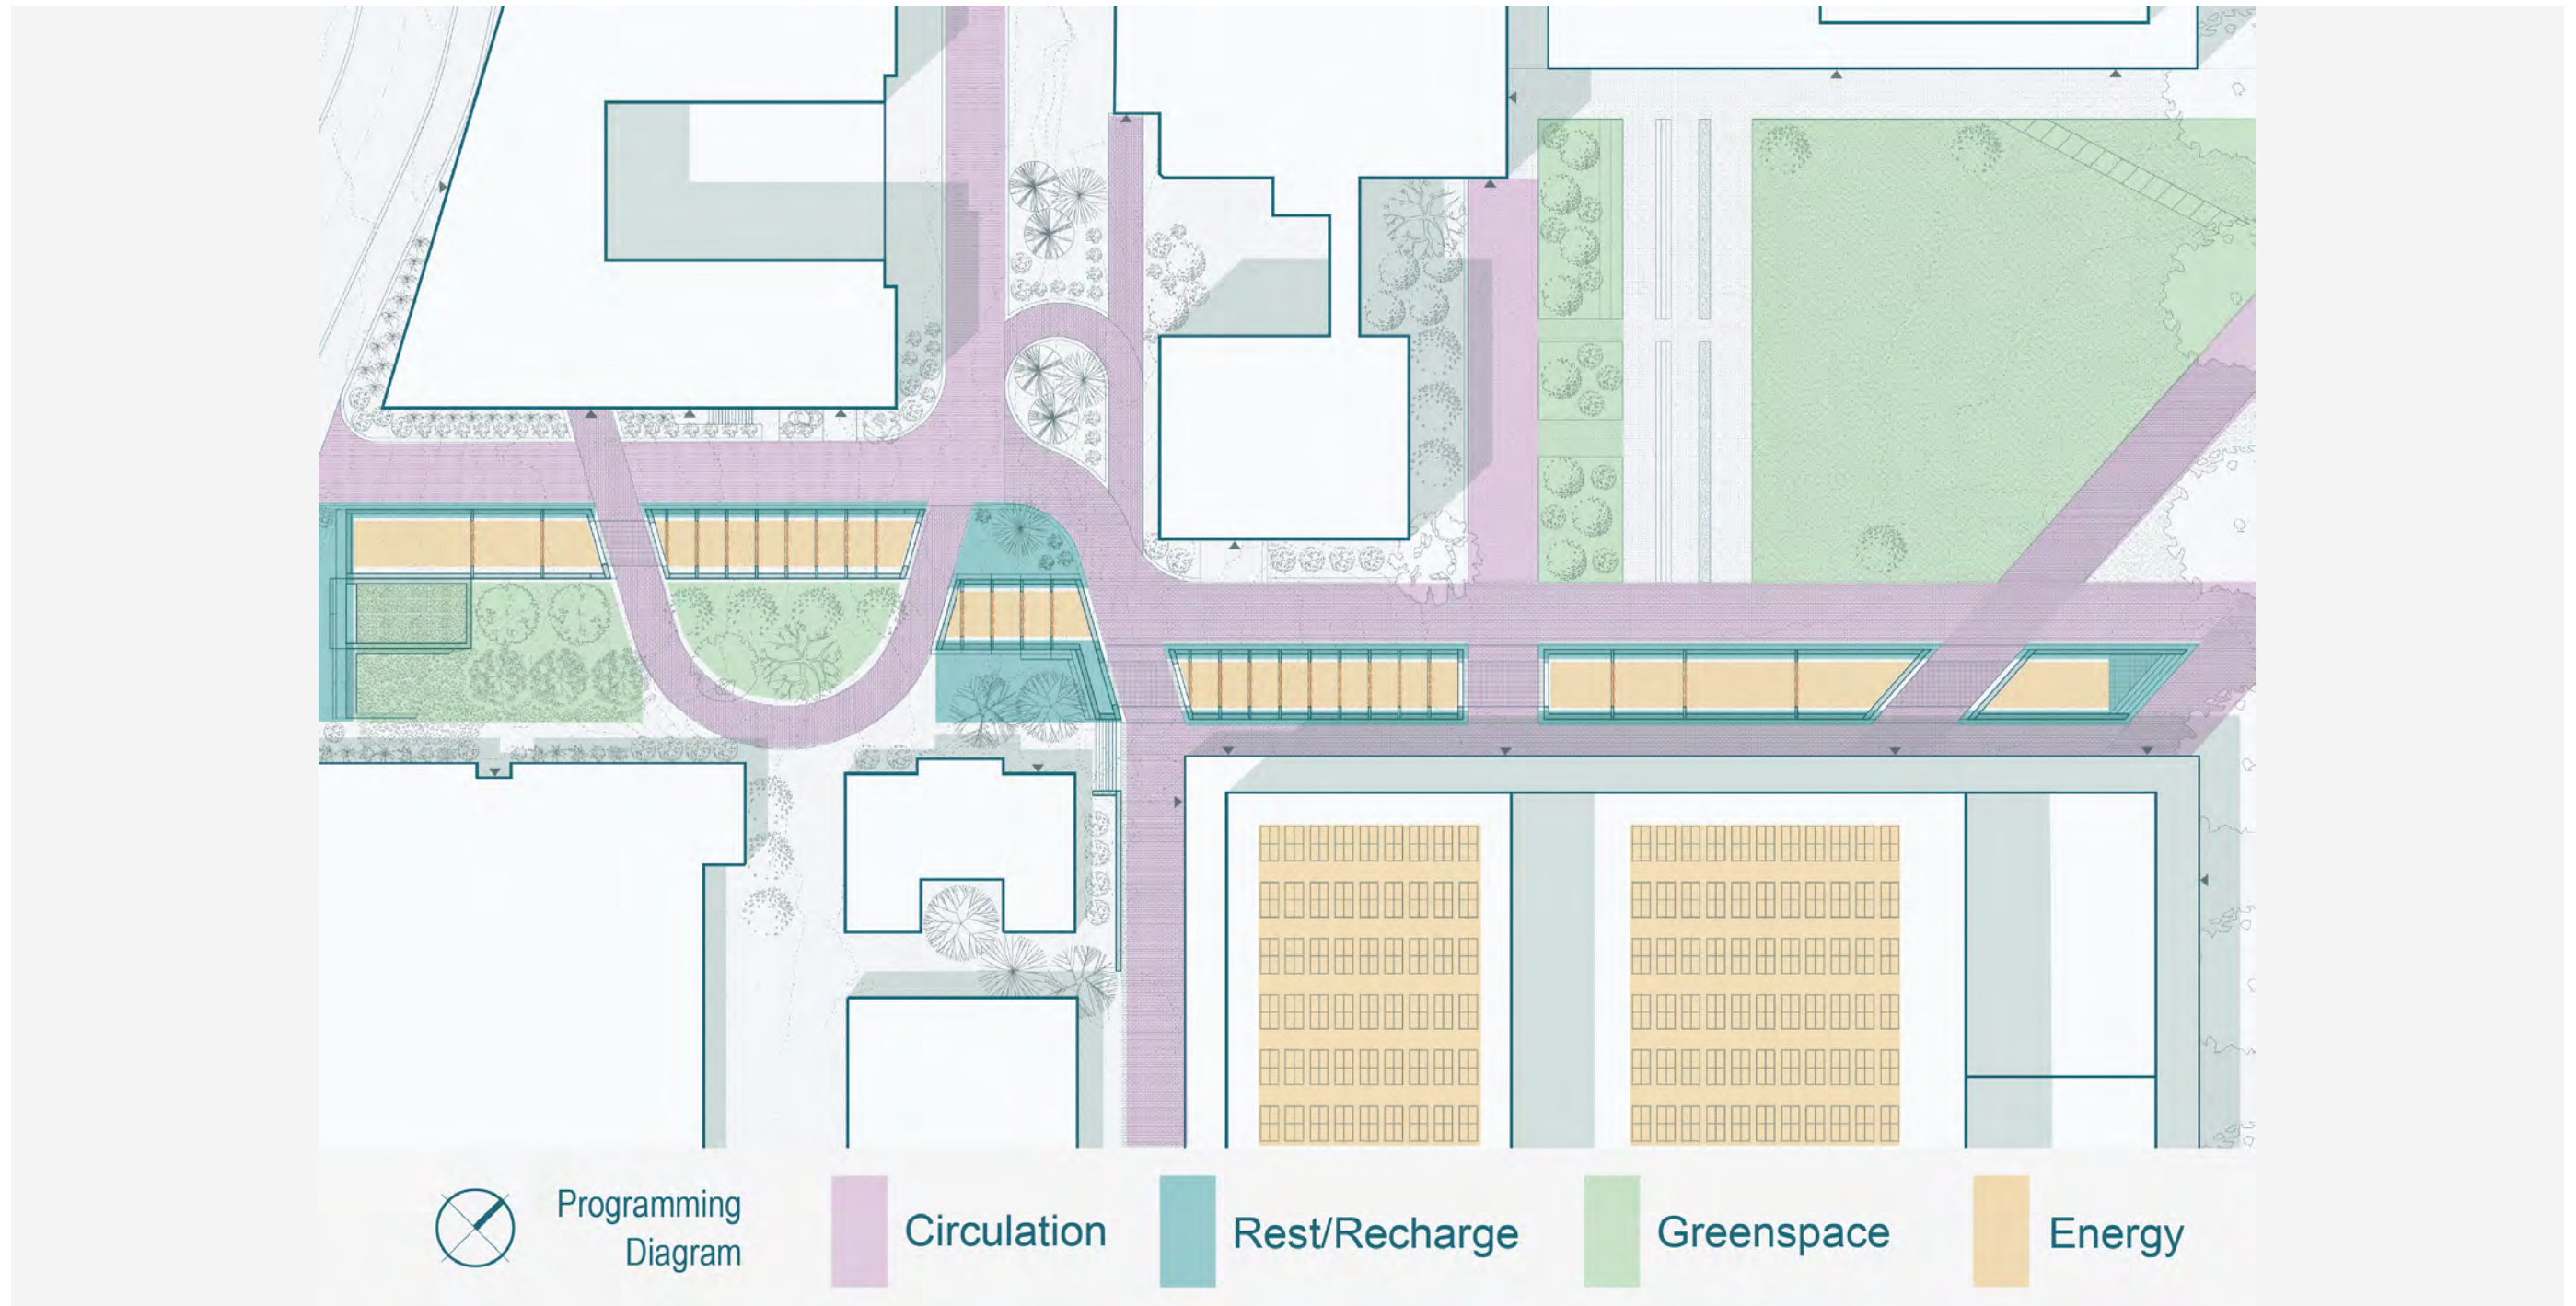 Programming
Diagram
Circulation
Rest/Recharge
Greenspace
Energy